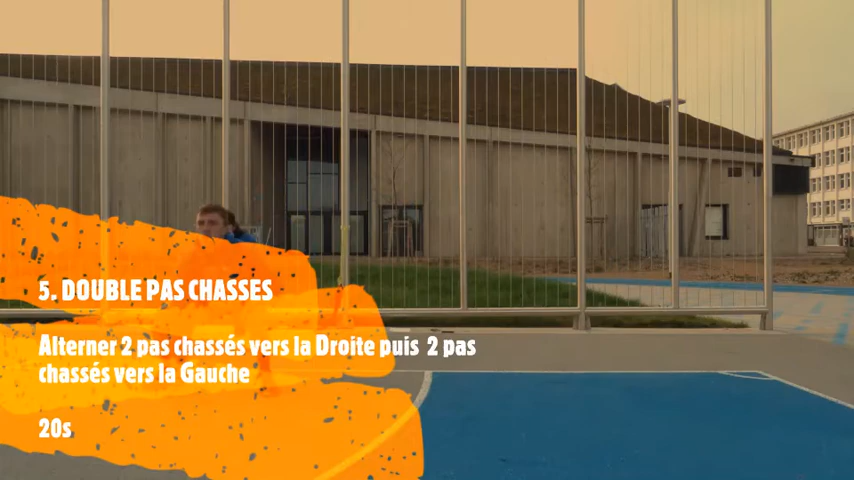 5. DOUBLE PAS CHASSES
Alterner 2 pas chassés vers la Droite puis 2 pas
chassés vers la Gauche
20s